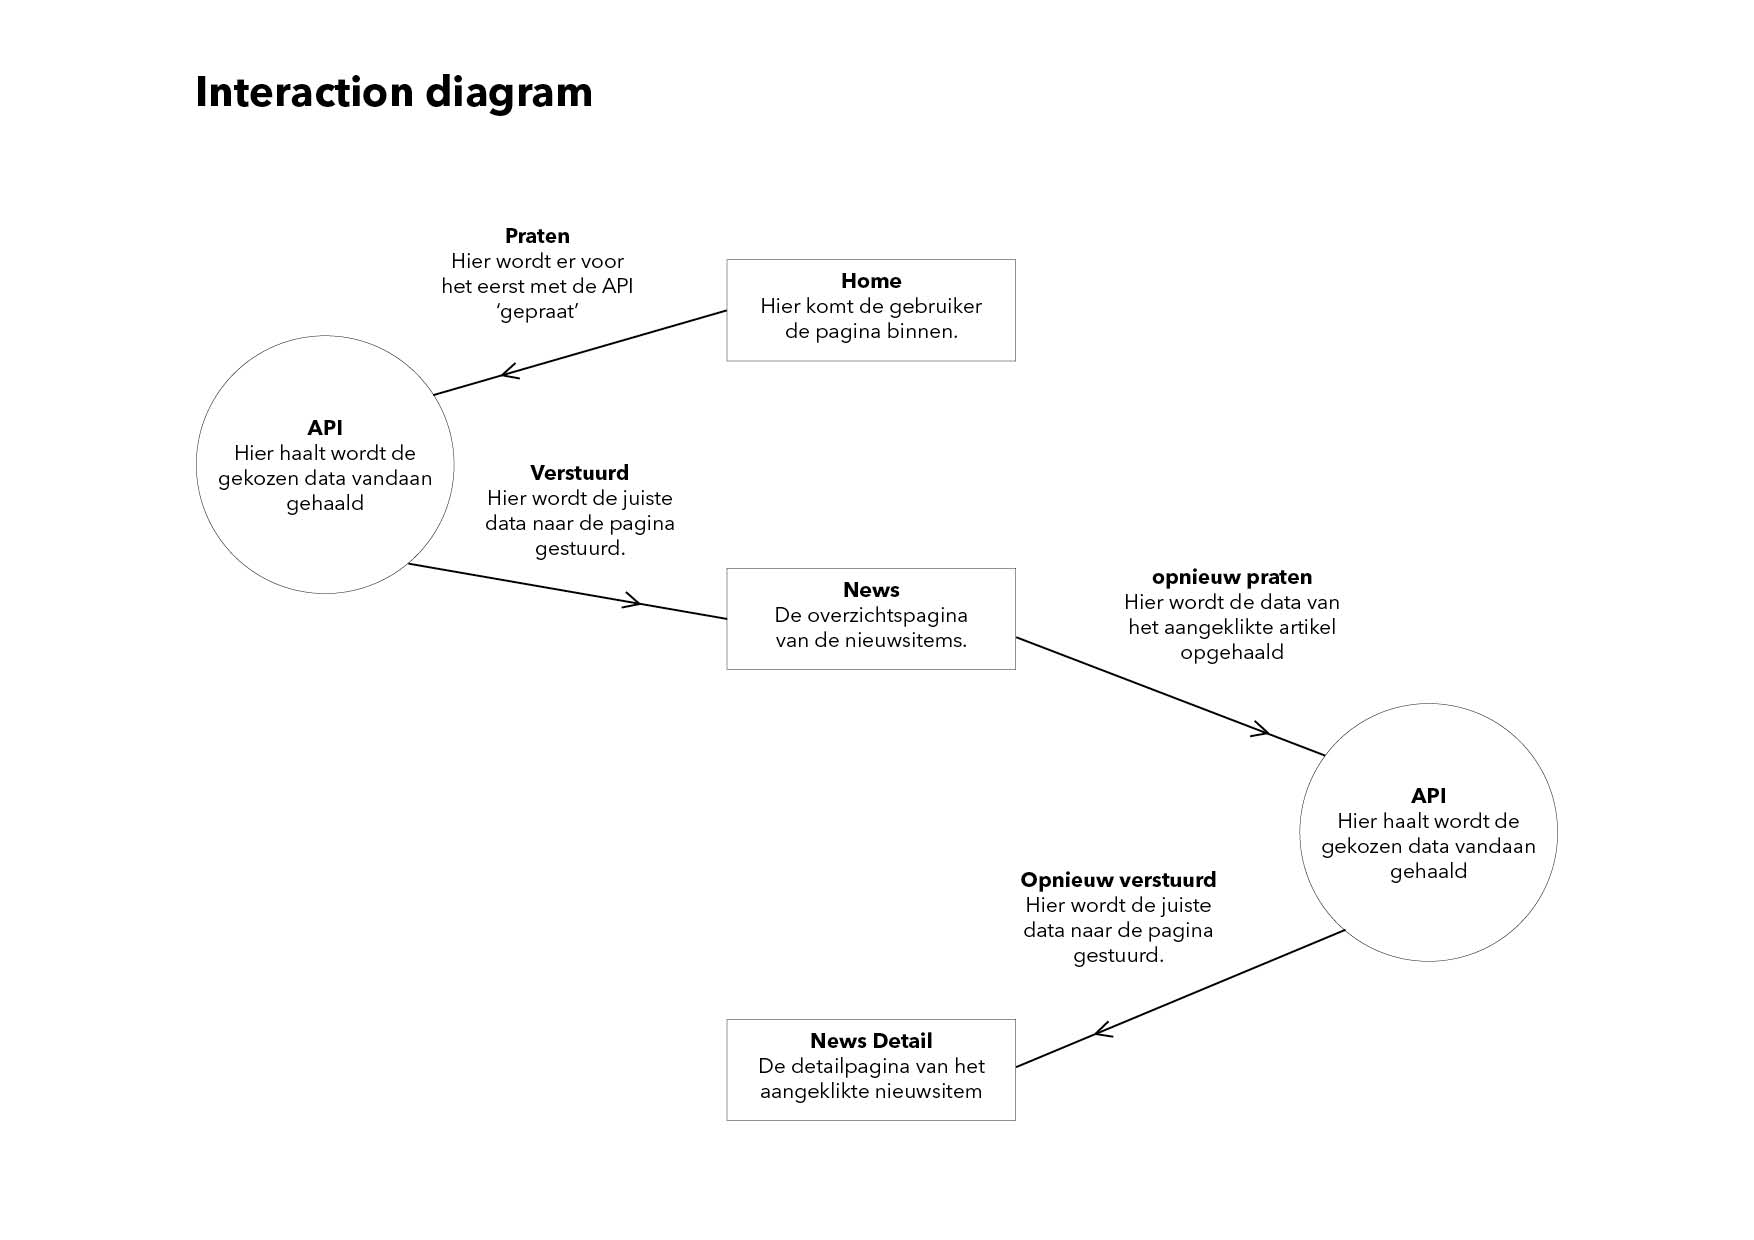 Interaction diagram
Praten
Hier wordt er voor
het eerst met de API
‘gepraat’
Home
Hier komt de gebruiker
de pagina binnen.
API
Hier haalt wordt de
gekozen data vandaan
gehaald
Verstuurd
Hier wordt de juiste
data naar de pagina
gestuurd.
News
De overzichtspagina
van de nieuwsitems.
opnieuw praten
Hier wordt de data van
het aangeklikte artikel
opgehaald
API
Hier haalt wordt de
gekozen data vandaan
gehaald
Opnieuw verstuurd
Hier wordt de juiste
data naar de pagina
gestuurd.
News Detail
De detailpagina van het
aangeklikte nieuwsitem